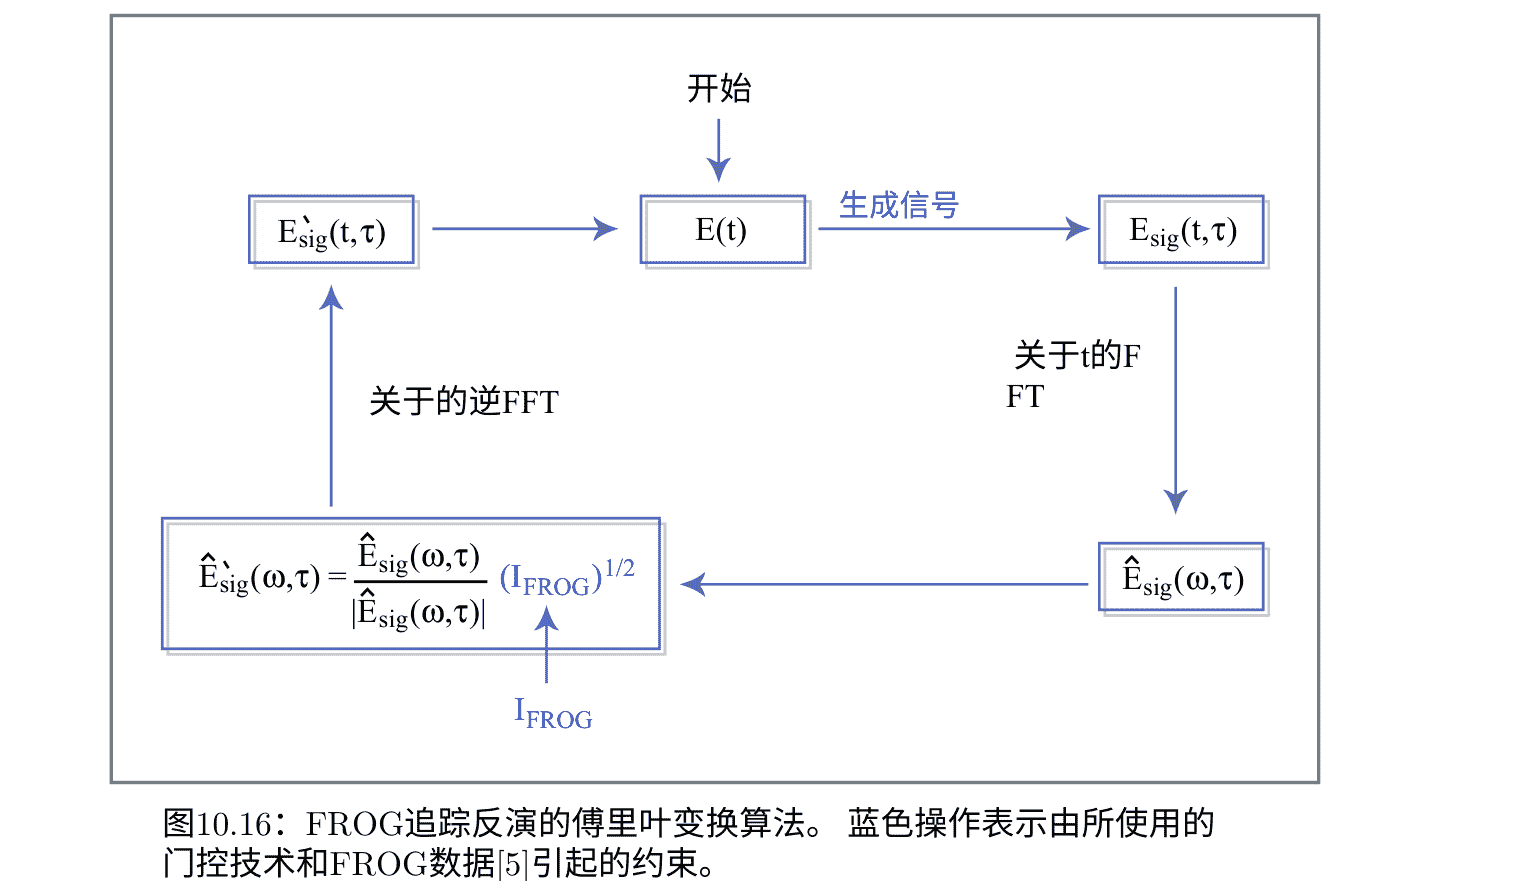 开始
E`sig(t,τ)
E(t)
生成信号
Esig(t,τ)
关于t的F
FT
关于的逆FFT
Ê`sig(ω,τ) = Êsig(ω,τ) / |Êsig(ω,τ)| (IFROG)1/2
Êsig(ω,τ)
IFROG
图10.16：FROG追踪反演的傅里叶变换算法。 蓝色操作表示由所使用的
门控技术和FROG数据[5]引起的约束。